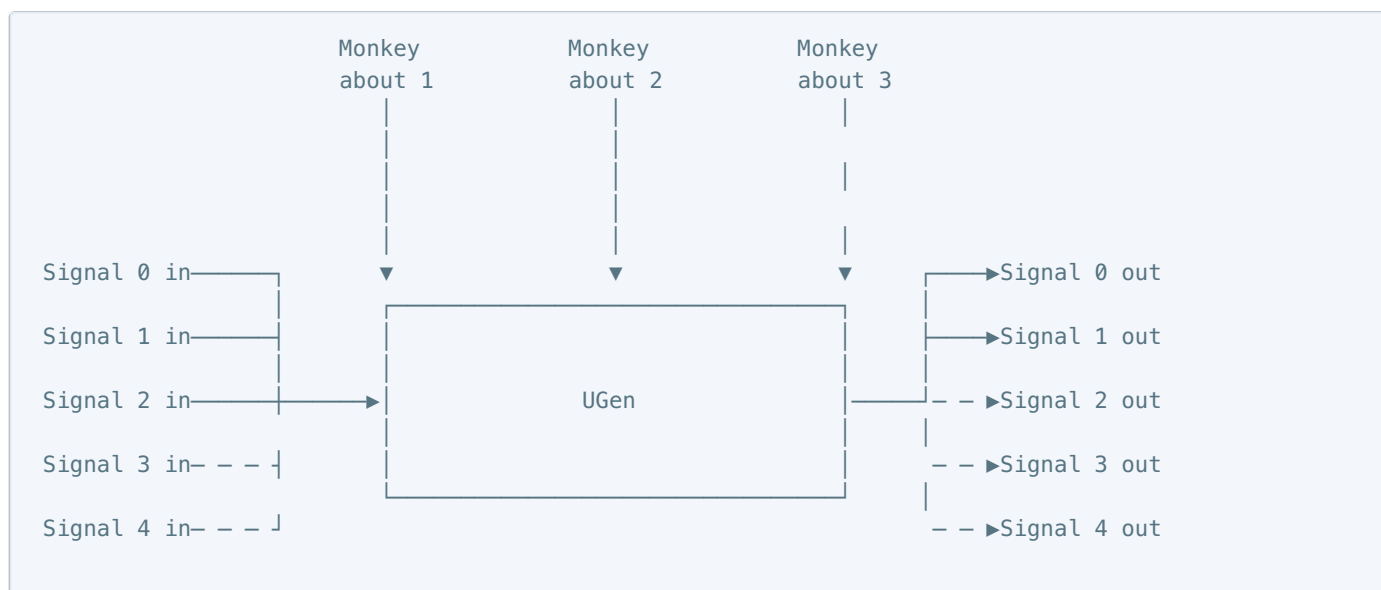 Monkey Monkey Monkey
about 1 about 2 about 3
Signal 0 in Signal 0 out
Signal 1 in Signal 1 out
Signal 2 in UGen Signal 2 out
Signal 3 in Signal 3 out
Signal 4 in Signal 4 out